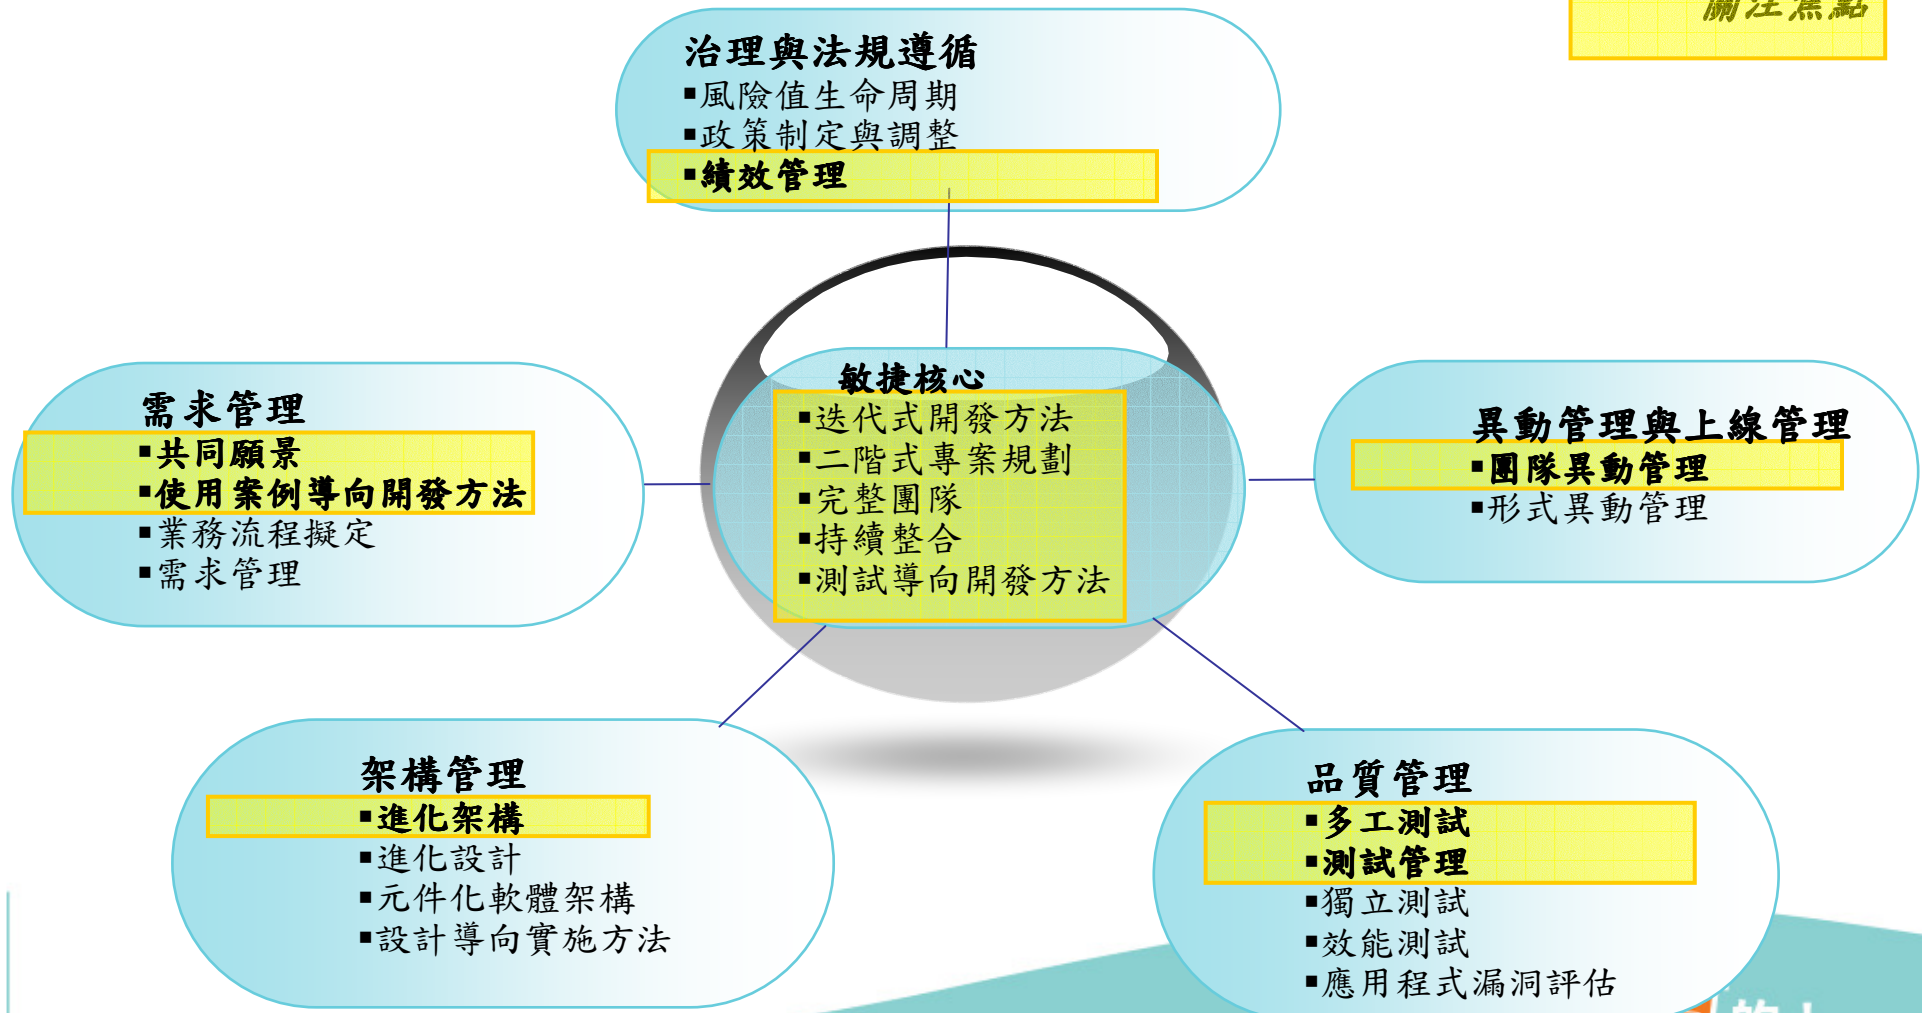 關注焦點
治理與法規遵循
▪風險值生命周期
▪政策制定與調整
▪績效管理
敏捷核心
▪迭代式開發方法
▪二階式專案規劃
▪完整團隊
▪持續整合
▪測試導向開發方法
需求管理
▪共同願景
▪使用案例導向開發方法
▪業務流程擬定
▪需求管理
異動管理與上線管理
▪團隊異動管理
▪形式異動管理
架構管理
▪進化架構
▪進化設計
▪元件化軟體架構
▪設計導向實施方法
品質管理
▪多工測試
▪測試管理
▪獨立測試
▪效能測試
▪應用程式漏洞評估